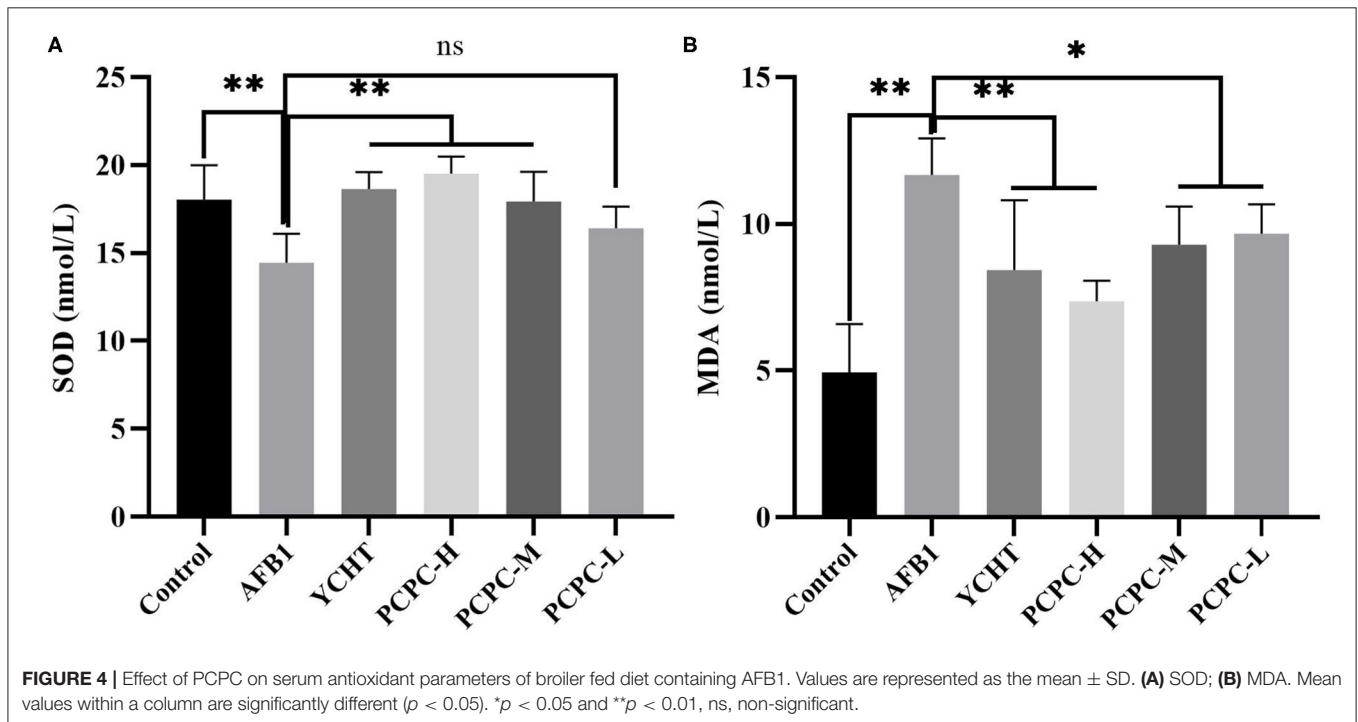 A
ns
**
**
25
20
15
10
5
0
SOD (nmol/L)
Control
AFB1
YCHT
PCPC-H
PCPC-M
PCPC-L
B
*
**
**
15
10
5
0
MDA (nmol/L)
Control
AFB1
YCHT
PCPC-H
PCPC-M
PCPC-L
FIGURE 4 | Effect of PCPC on serum antioxidant parameters of broiler fed diet containing AFB1. Values are represented as the mean ± SD. (A) SOD; (B) MDA. Mean
values within a column are significantly different (p < 0.05). *p < 0.05 and **p < 0.01, ns, non-significant.